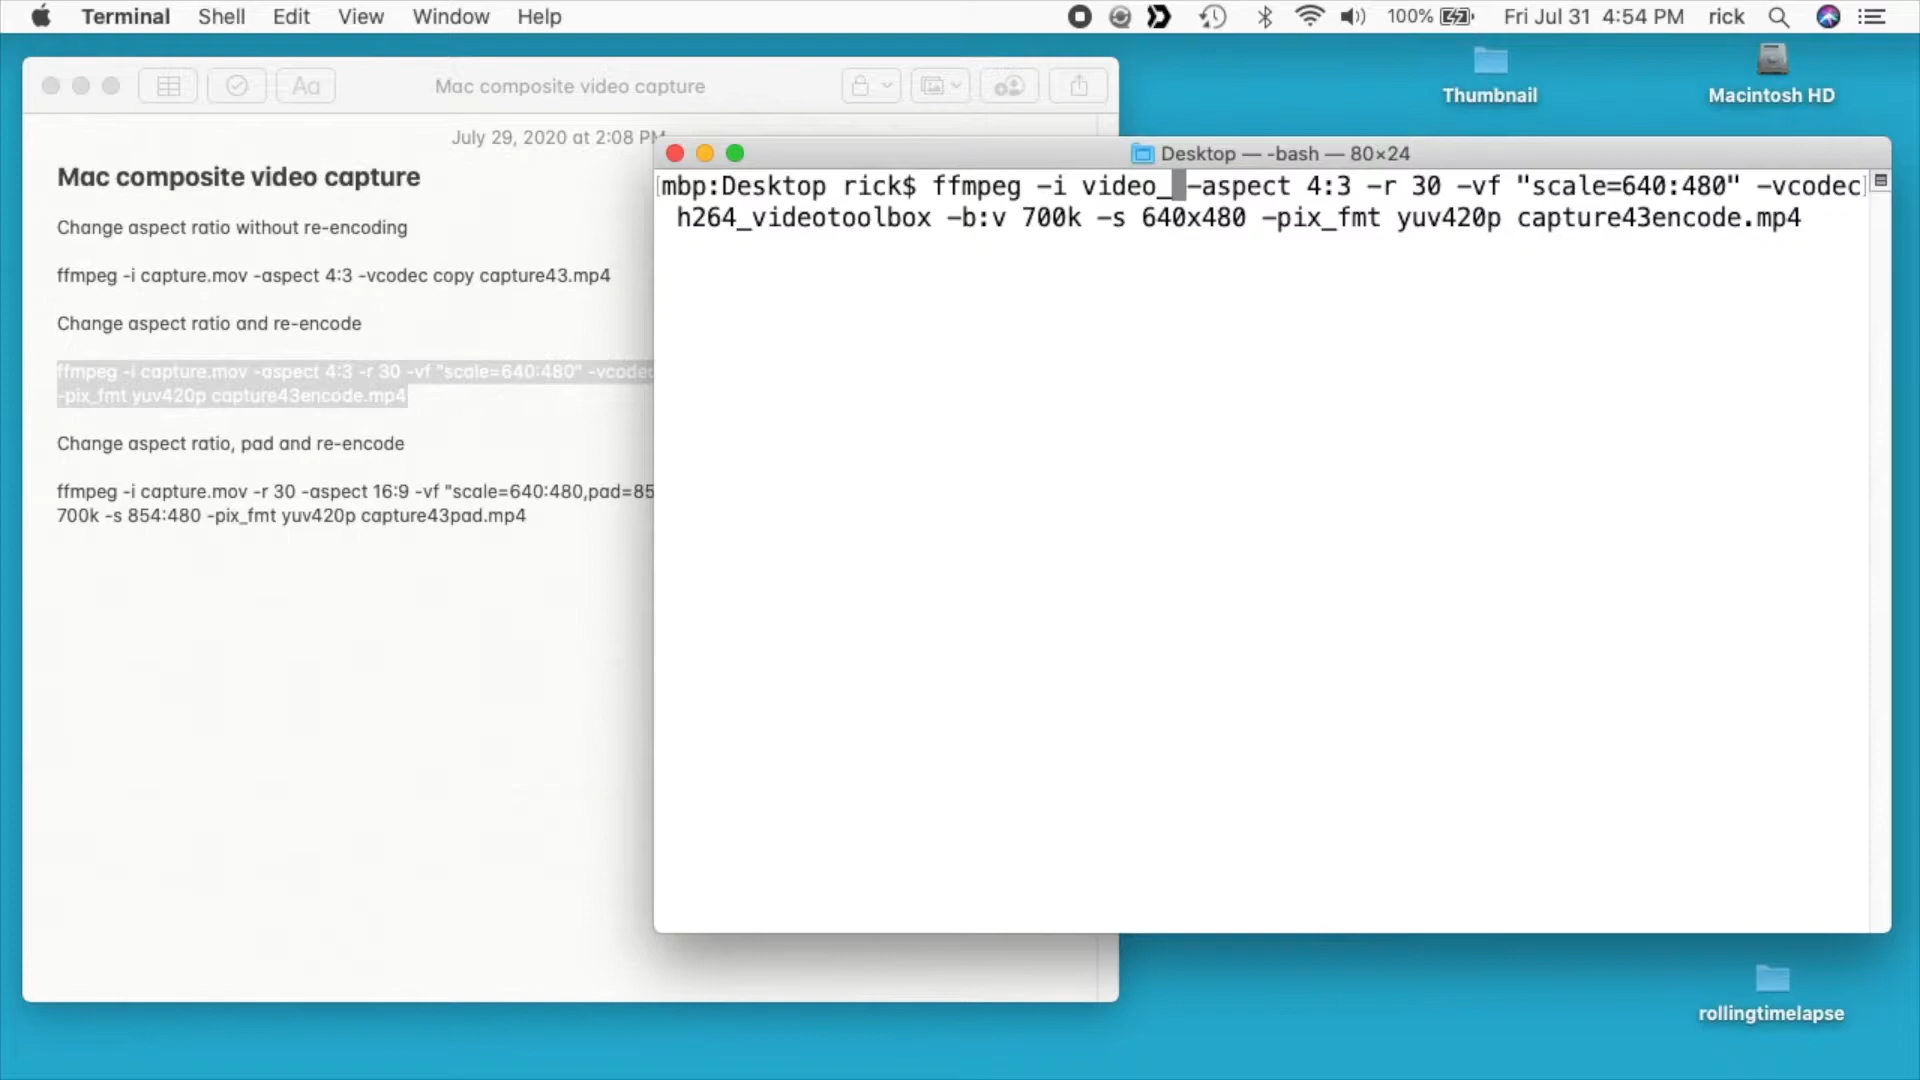 Terminal Shell Edit View Window Help 100% Fri Jul 31 4:54 PM rick
Thumbnail
Macintosh HD
Aa Mac composite video capture
July 29, 2020 at 2:08 PM
Mac composite video capture
Change aspect ratio without re-encoding
ffmpeg -i capture.mov -aspect 4:3 -vcodec copy capture43.mp4
Change aspect ratio and re-encode
ffmpeg -i capture.mov -aspect 4:3 -r 30 -vf "scale=640:480" -vcodec
-pix_fmt yuv420p capture43encode.mp4
Change aspect ratio, pad and re-encode
ffmpeg -i capture.mov -r 30 -aspect 16:9 -vf "scale=640:480,pad=85
700k -s 854:480 -pix_fmt yuv420p capture43pad.mp4
Desktop — -bash — 80×24
[mbp:Desktop rick$ ffmpeg -i video_ -aspect 4:3 -r 30 -vf "scale=640:480" -vcodec]
h264_videotoolbox -b:v 700k -s 640x480 -pix_fmt yuv420p capture43encode.mp4
rollingtimelapse